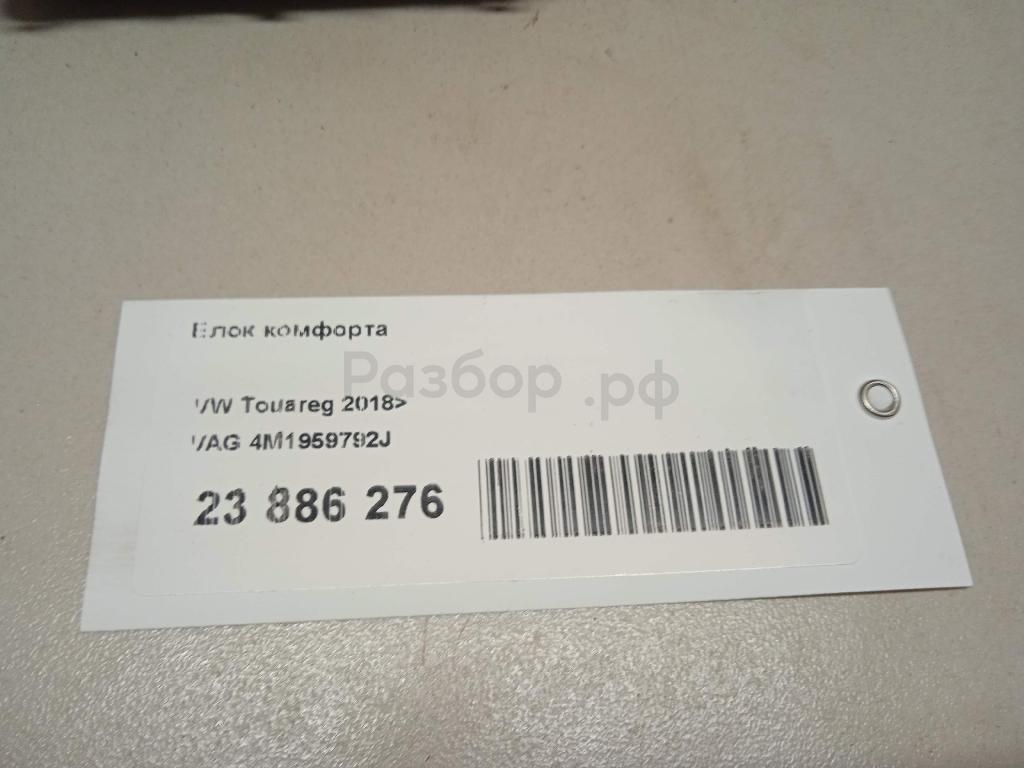 Блок комфорта
Разбор.рф
VW Touareg 2018>
VAG 4M1959792J
23 886 276